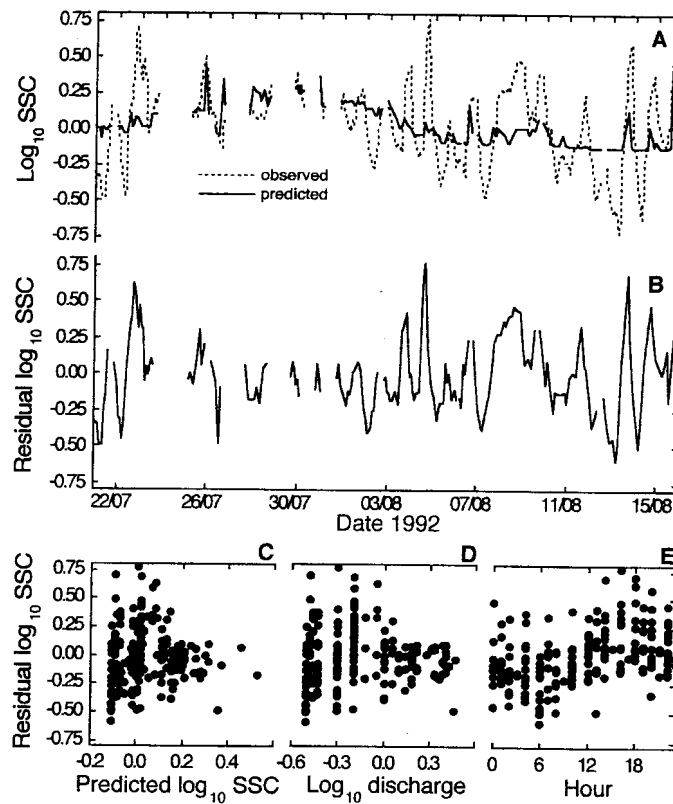 A
Log10 SSC
0.75
0.50
0.25
0.00
-0.25
-0.50
0.75
observed
predicted
B
Residual log10 SSC
0.75
0.50
0.25
0.00
-0.25
-0.50
0.75
22/07 26/07 30/07 03/08 07/08 11/08 15/08
Date 1992
C D E
Residual log10 SSC
0.75
0.50
0.25
0.00
-0.25
-0.50
0.75
-0.2 0.0 0.2 0.4 0.6
-0.6 -0.3 0.0 0.3
0 6 12 18
Predicted log10 SSC
Log10 discharge
Hour